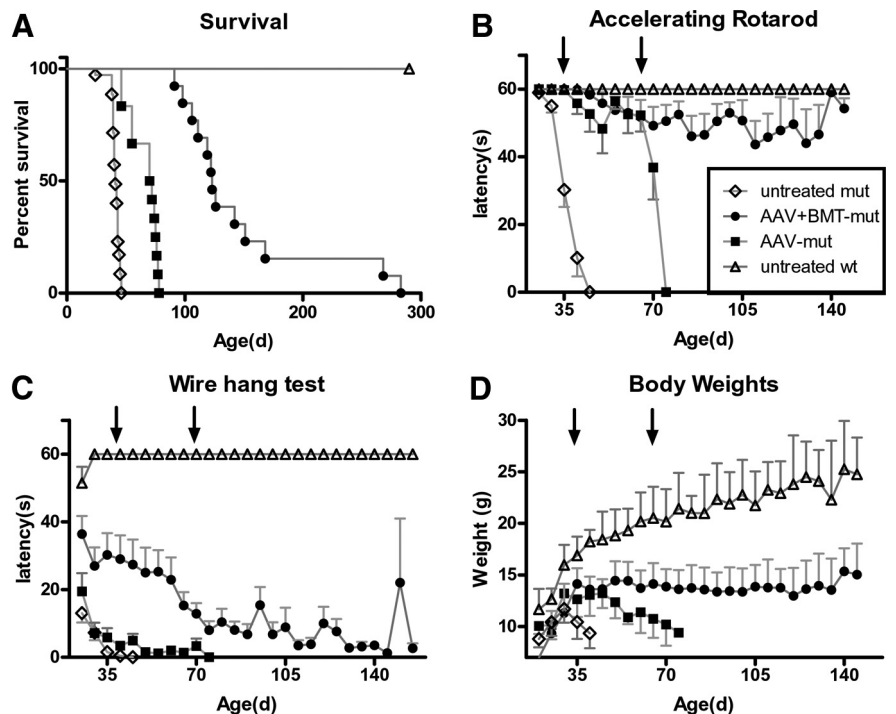 A
Survival
Percent survival
100
50
0
0
100
200
300
Age(d)
B
Accelerating Rotarod
latency(s)
60
40
20
0
35
70
105
140
Age(d)
untreated mut
AAV+BMT-mut
AAV-mut
untreated wt
C
Wire hang test
latency(s)
60
40
20
0
35
70
105
140
Age(d)
D
Body Weights
Weight (g)
30
25
20
15
10
35
70
105
140
Age(d)